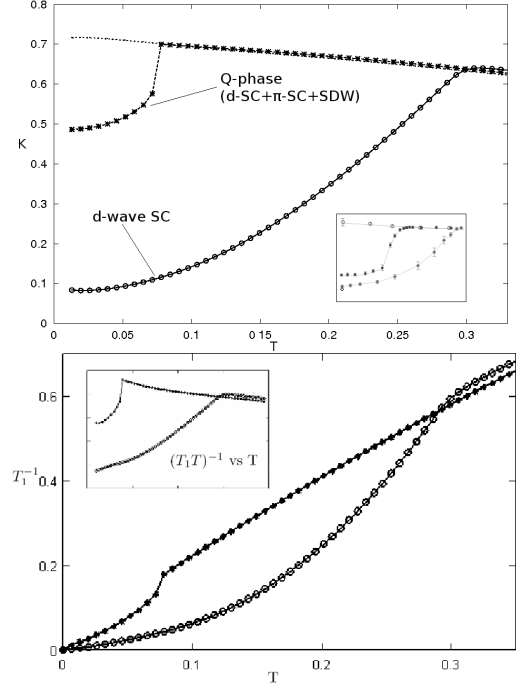 0.8
0.7
0.6
0.5
K
0.4
0.3
0.2
0.1
0
Q-phase
(d-SC+π-SC+SDW)
d-wave SC
0 0.05 0.1 0.15 0.2 0.25 0.3
T
0.6
T₁⁻¹
0.4
0.2
0
(T₁T)⁻¹ vs T
0 0.1 0.2 0.3
T